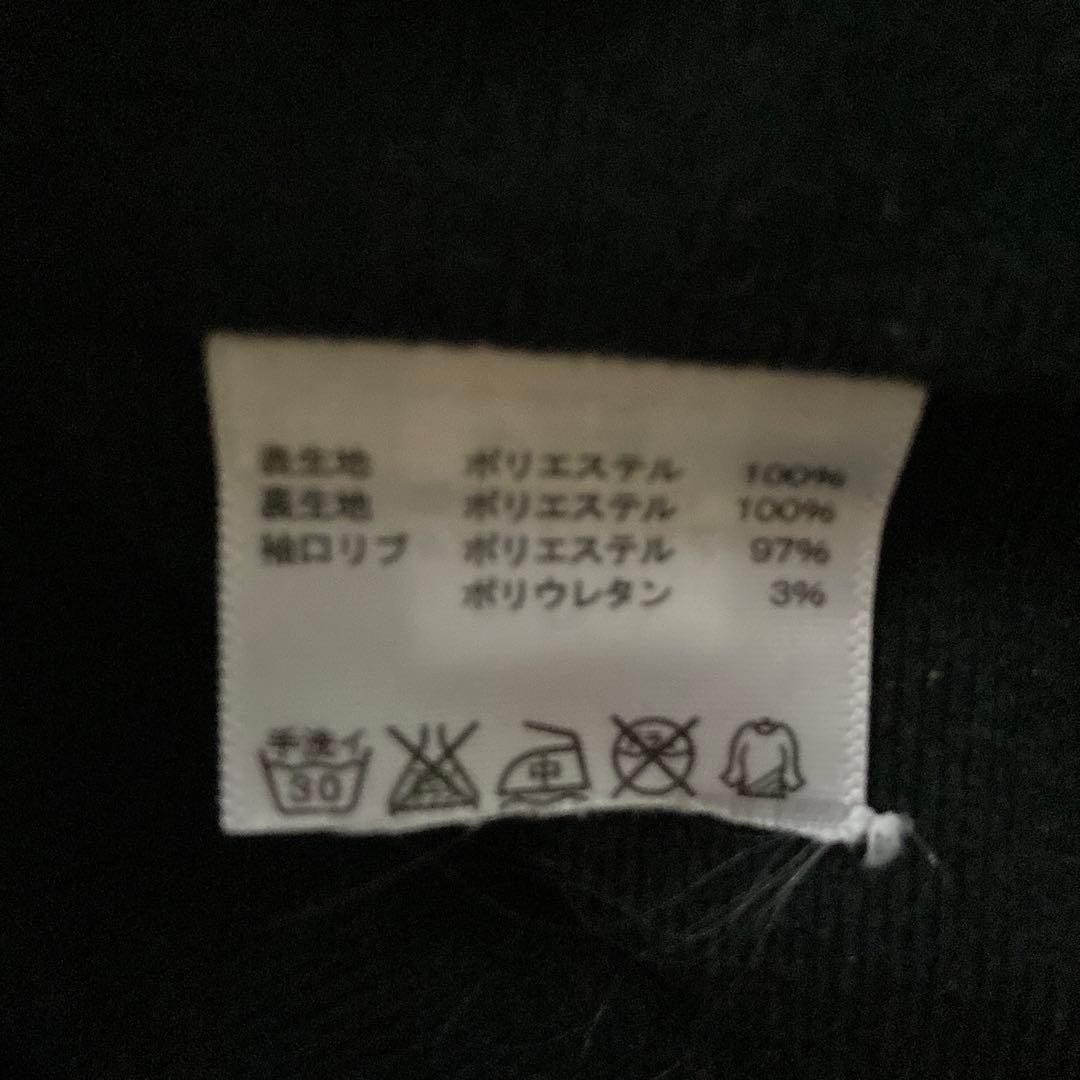 表生地 ポリエステル 100%
裏生地 ポリエステル 100%
袖口リブ ポリエステル 97%
ポリウレタン 3%
手洗イ 30 中